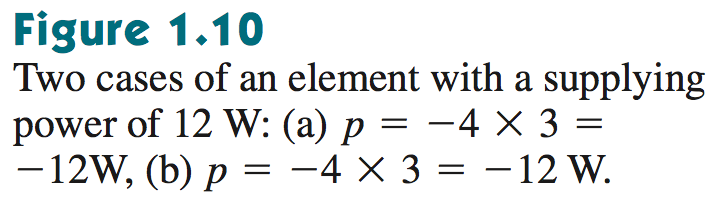 Figure 1.10
Two cases of an element with a supplying
power of 12 W: (a) p = −4 × 3 =
−12W, (b) p = −4 × 3 = −12 W.